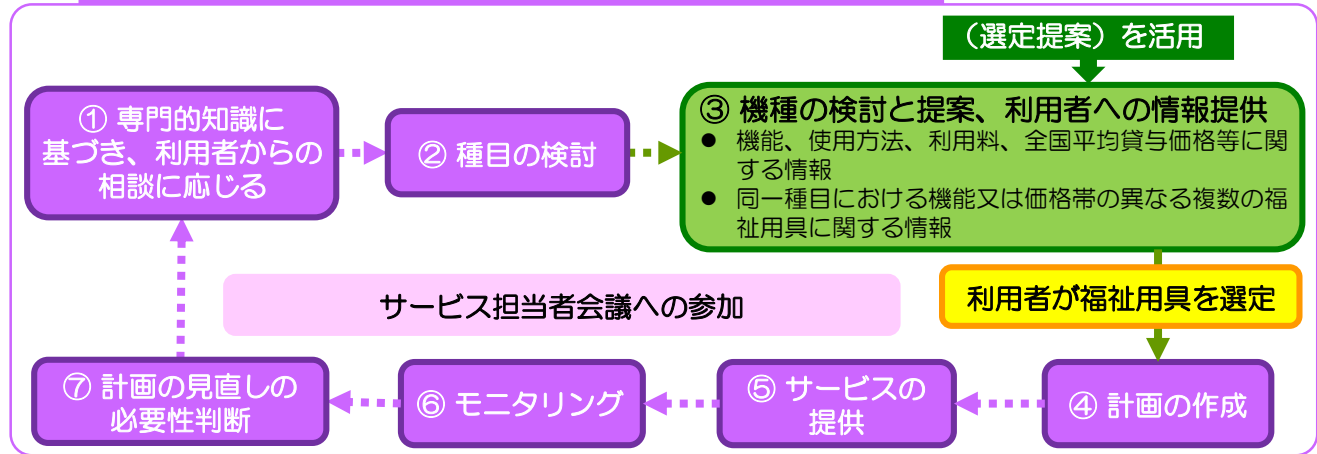 （選定提案）を活用
① 専門的知識に
基づき、利用者からの
相談に応じる
② 種目の検討
③ 機種の検討と提案、利用者への情報提供
● 機能、使用方法、利用料、全国平均貸与価格等に関
する情報
● 同一種目における機能又は価格帯の異なる複数の福
祉用具に関する情報
利用者が福祉用具を選定
サービス担当者会議への参加
④ 計画の作成
⑤ サービスの
提供
⑥ モニタリング
⑦ 計画の見直しの
必要性判断